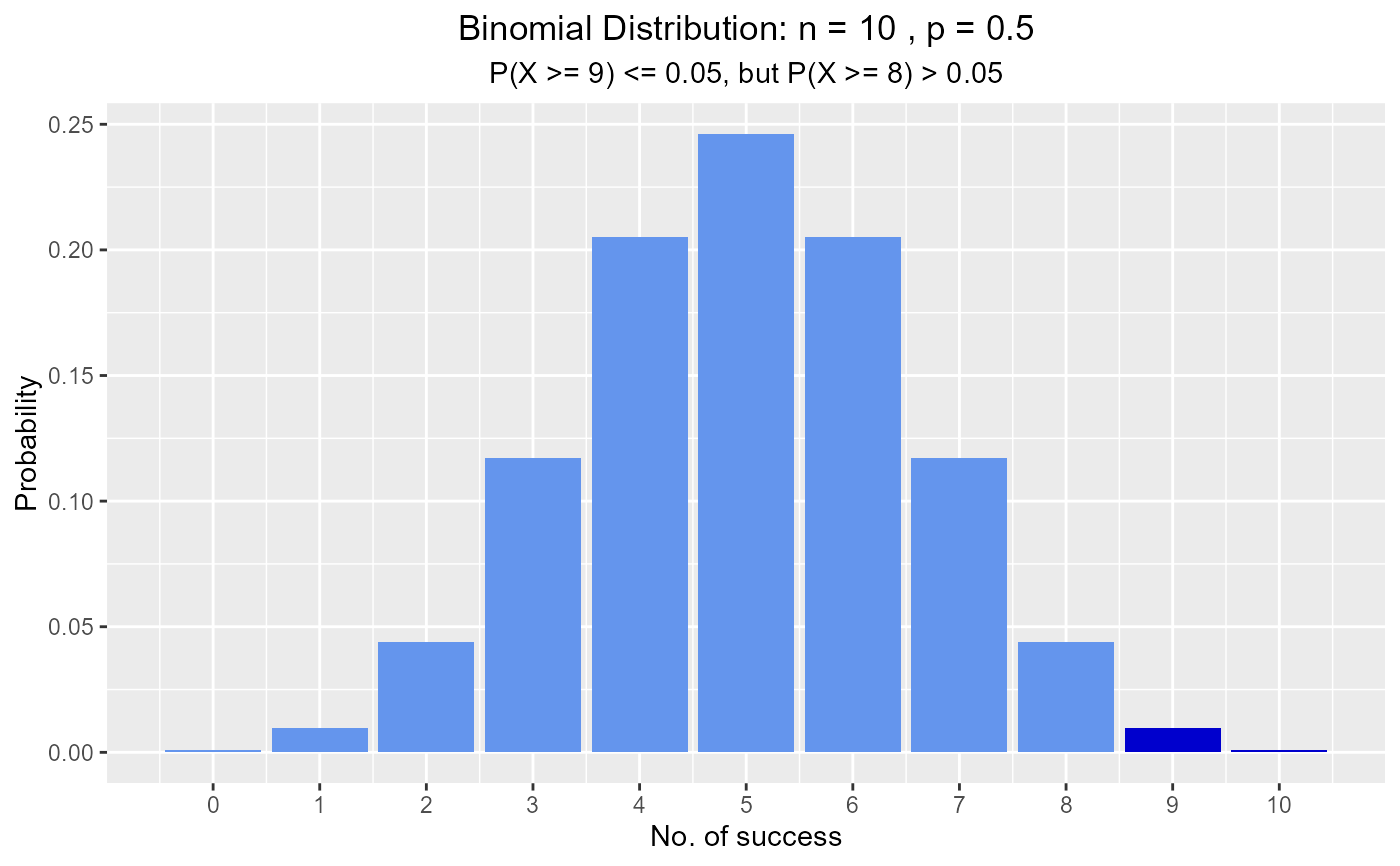 Binomial Distribution: n = 10 , p = 0.5
P(X >= 9) <= 0.05, but P(X >= 8) > 0.05
Probability
0.25
0.20
0.15
0.10
0.05
0.00
0 1 2 3 4 5 6 7 8 9 10
No. of success